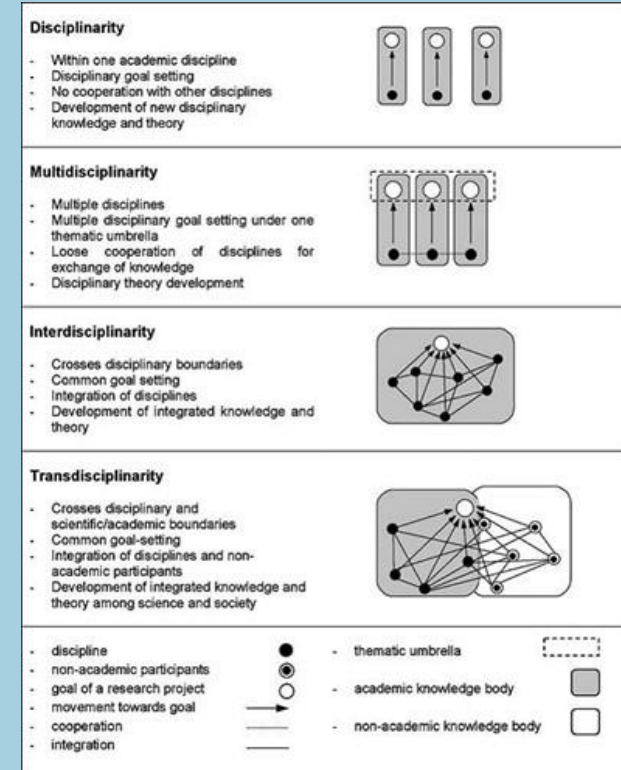 Disciplinarity
- Within one academic discipline
- Disciplinary goal setting
- No cooperation with other disciplines
- Development of new disciplinary
knowledge and theory
Multidisciplinarity
- Multiple disciplines
- Multiple disciplinary goal setting under one
thematic umbrella
- Loose cooperation of disciplines for
exchange of knowledge
- Disciplinary theory development
Interdisciplinarity
- Crosses disciplinary boundaries
- Common goal setting
- Integration of disciplines
- Development of integrated knowledge and
theory
Transdisciplinarity
- Crosses disciplinary and
scientific/academic boundaries
- Common goal-setting
- Integration of disciplines and non-
academic participants
- Development of integrated knowledge and
theory among science and society
- discipline
- non-academic participants
- goal of a research project
- movement towards goal
- cooperation
- integration
- thematic umbrella
- academic knowledge body
- non-academic knowledge body